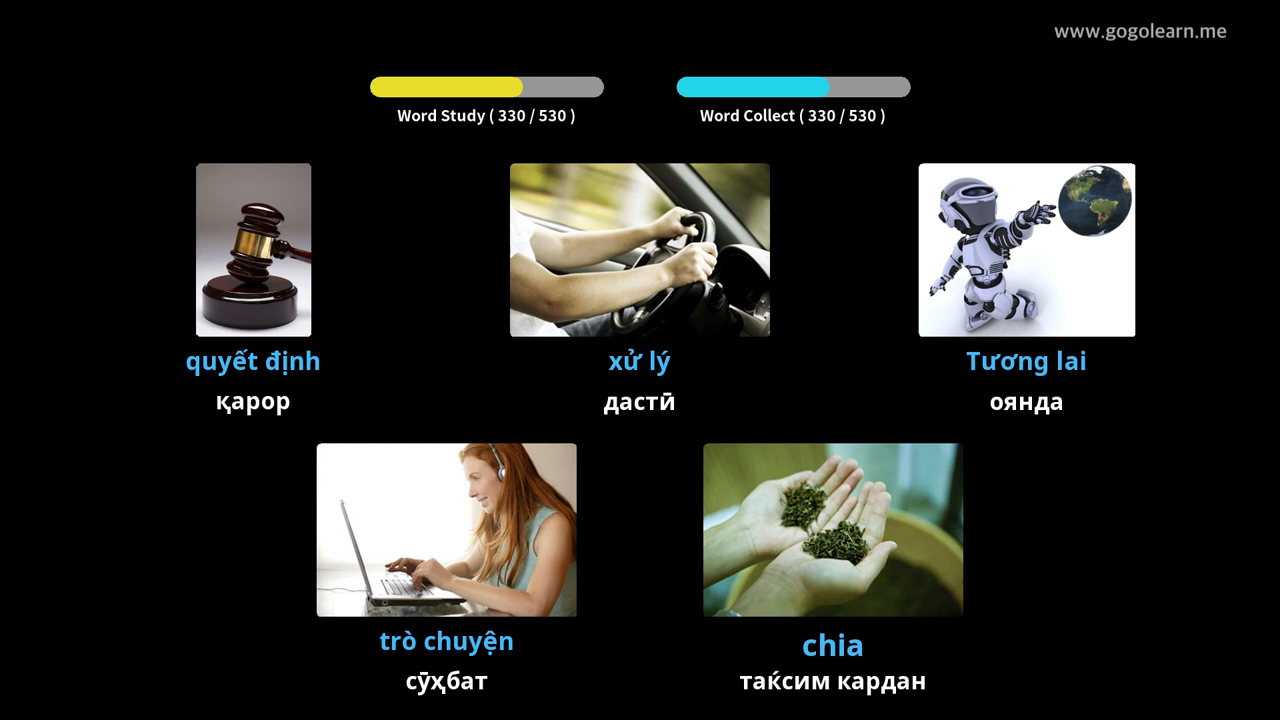 www.gogolearn.me
Word Study ( 330 / 530 )
Word Collect ( 330 / 530 )
quyết định
қарор
xử lý
дастӣ
Tương lai
оянда
trò chuyện
сӯҳбат
chia
таќсим кардан